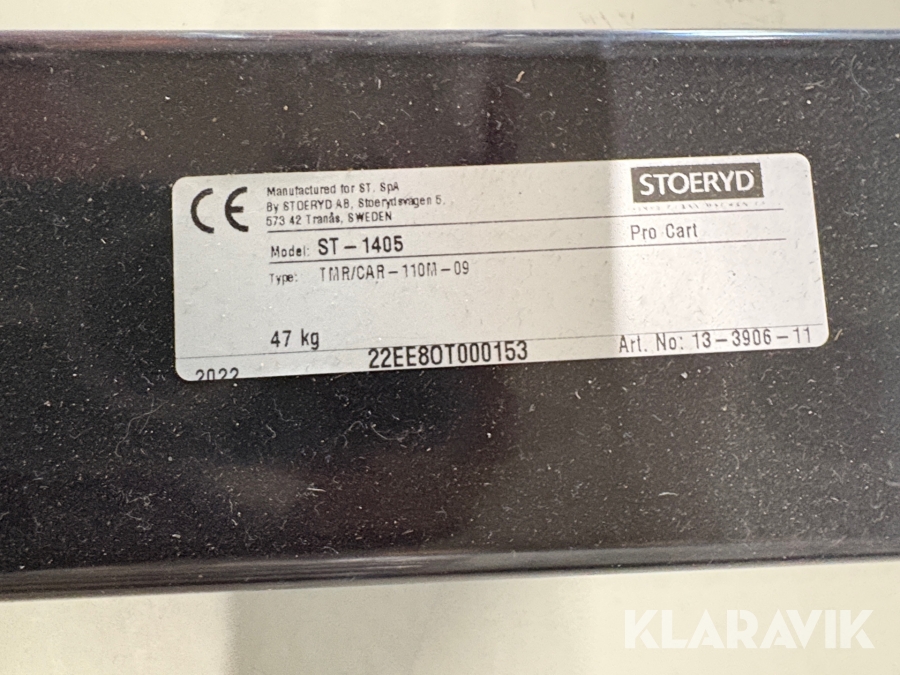 CE
Manufactured for ST. SpA
By STOERYD AB, Stoerydsvägen 5,
573 42 Tranås, SWEDEN
STOERYD
Model: ST-1405
Pro Cart
Type: TMR/CAR-110M-09
47 kg
2022
22EE80T000153
Art. No: 13-3906-11
KLARAVIK